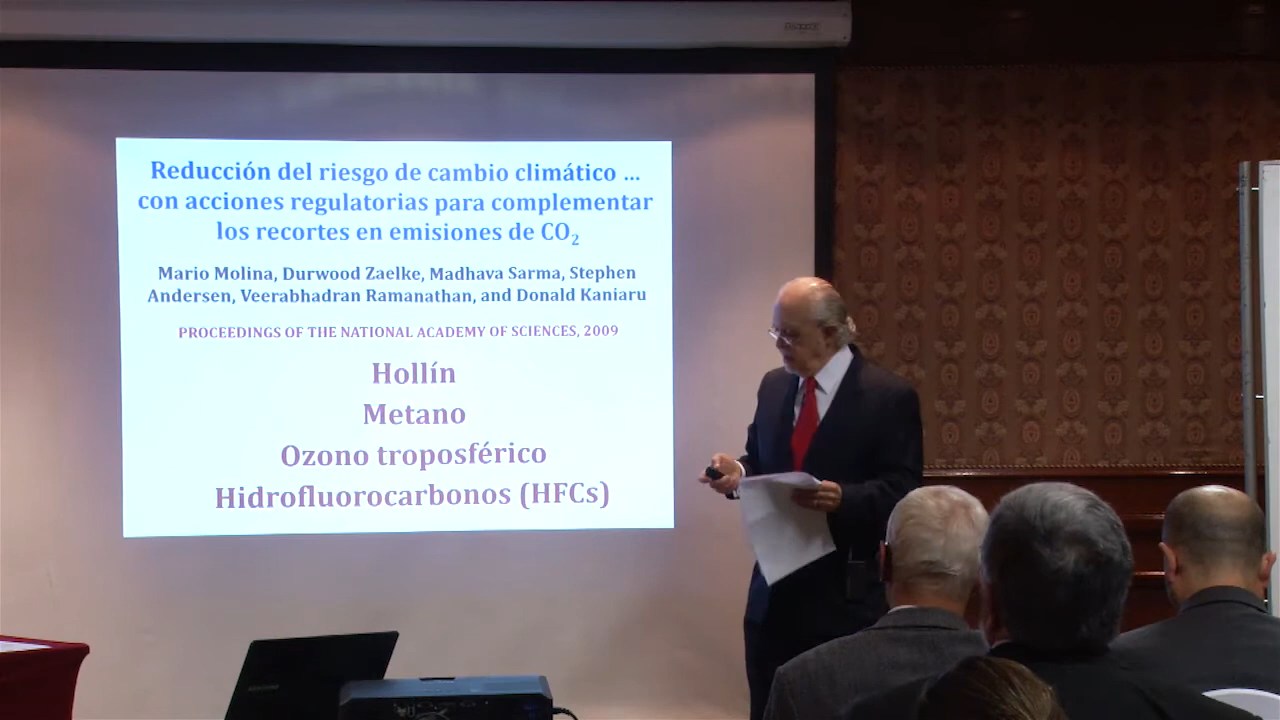 Reducción del riesgo de cambio climático ...
con acciones regulatorias para complementar
los recortes en emisiones de CO₂
Mario Molina, Durwood Zaelke, Madhava Sarma, Stephen
Andersen, Veerabhadran Ramanathan, and Donald Kaniaru
PROCEEDINGS OF THE NATIONAL ACADEMY OF SCIENCES, 2009
Hollín
Metano
Ozono troposférico
Hidrofluorocarbonos (HFCs)